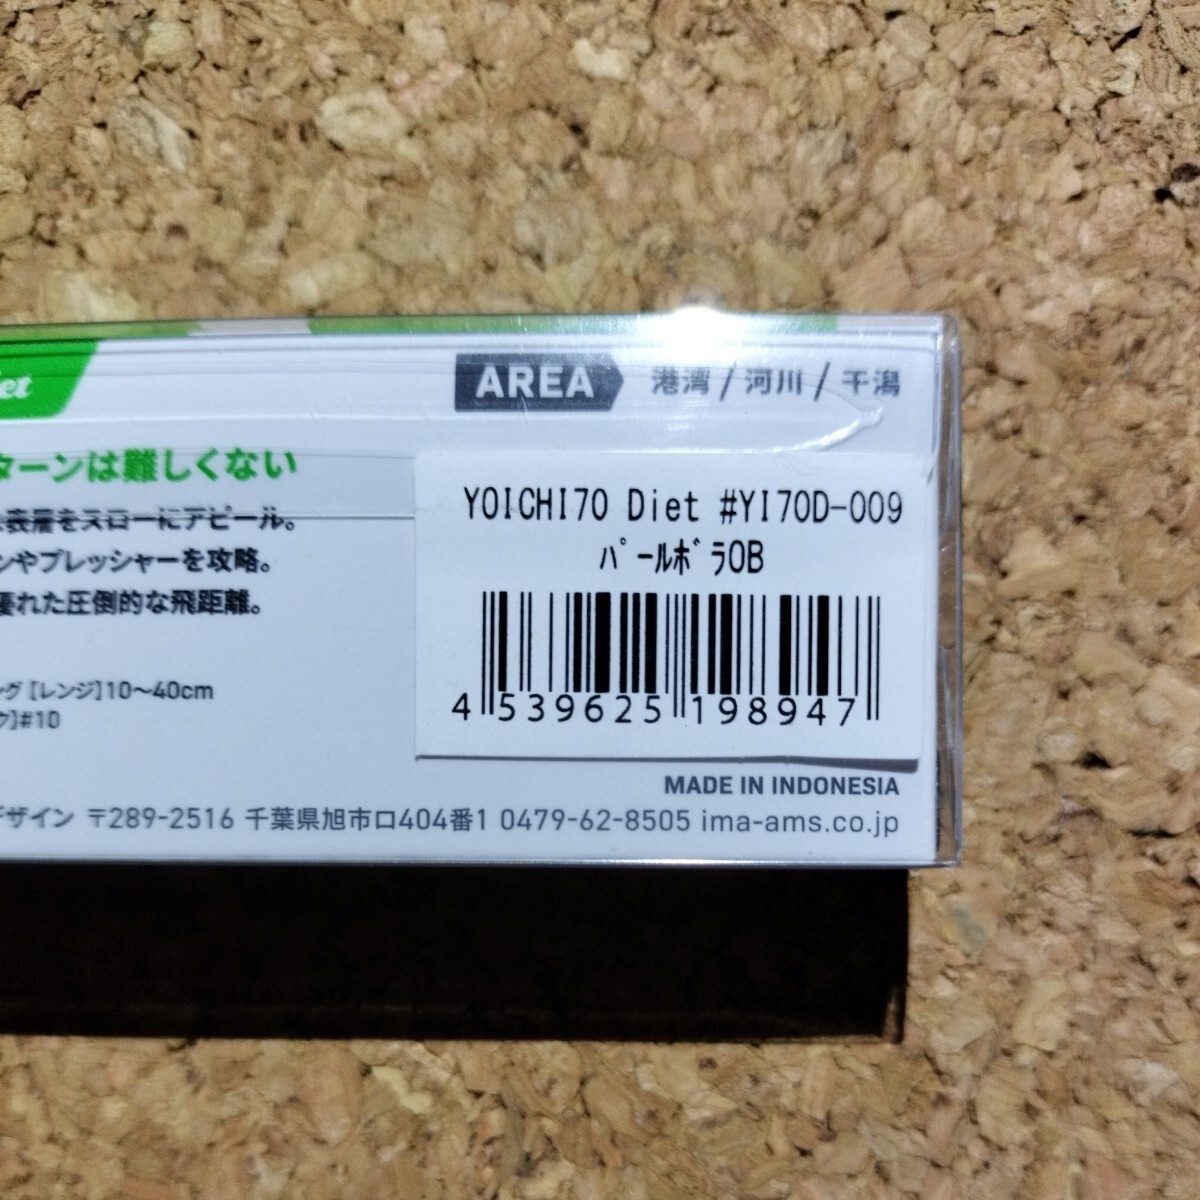 AREA 港湾 / 河川 / 干潟
ターンは難しくない
表層をスローにアピール。
ンやプレッシャーを攻略。
優れた圧倒的な飛距離。
YOICHI70 Diet #YI70D-009
ﾊﾟｰﾙﾎﾞﾗOB
4 539625 198947
ング【レンジ】10〜40cm
ク]#10
MADE IN INDONESIA
デザイン 〒289-2516 千葉県旭市ロ404番1 0479-62-8505 ima-ams.co.jp